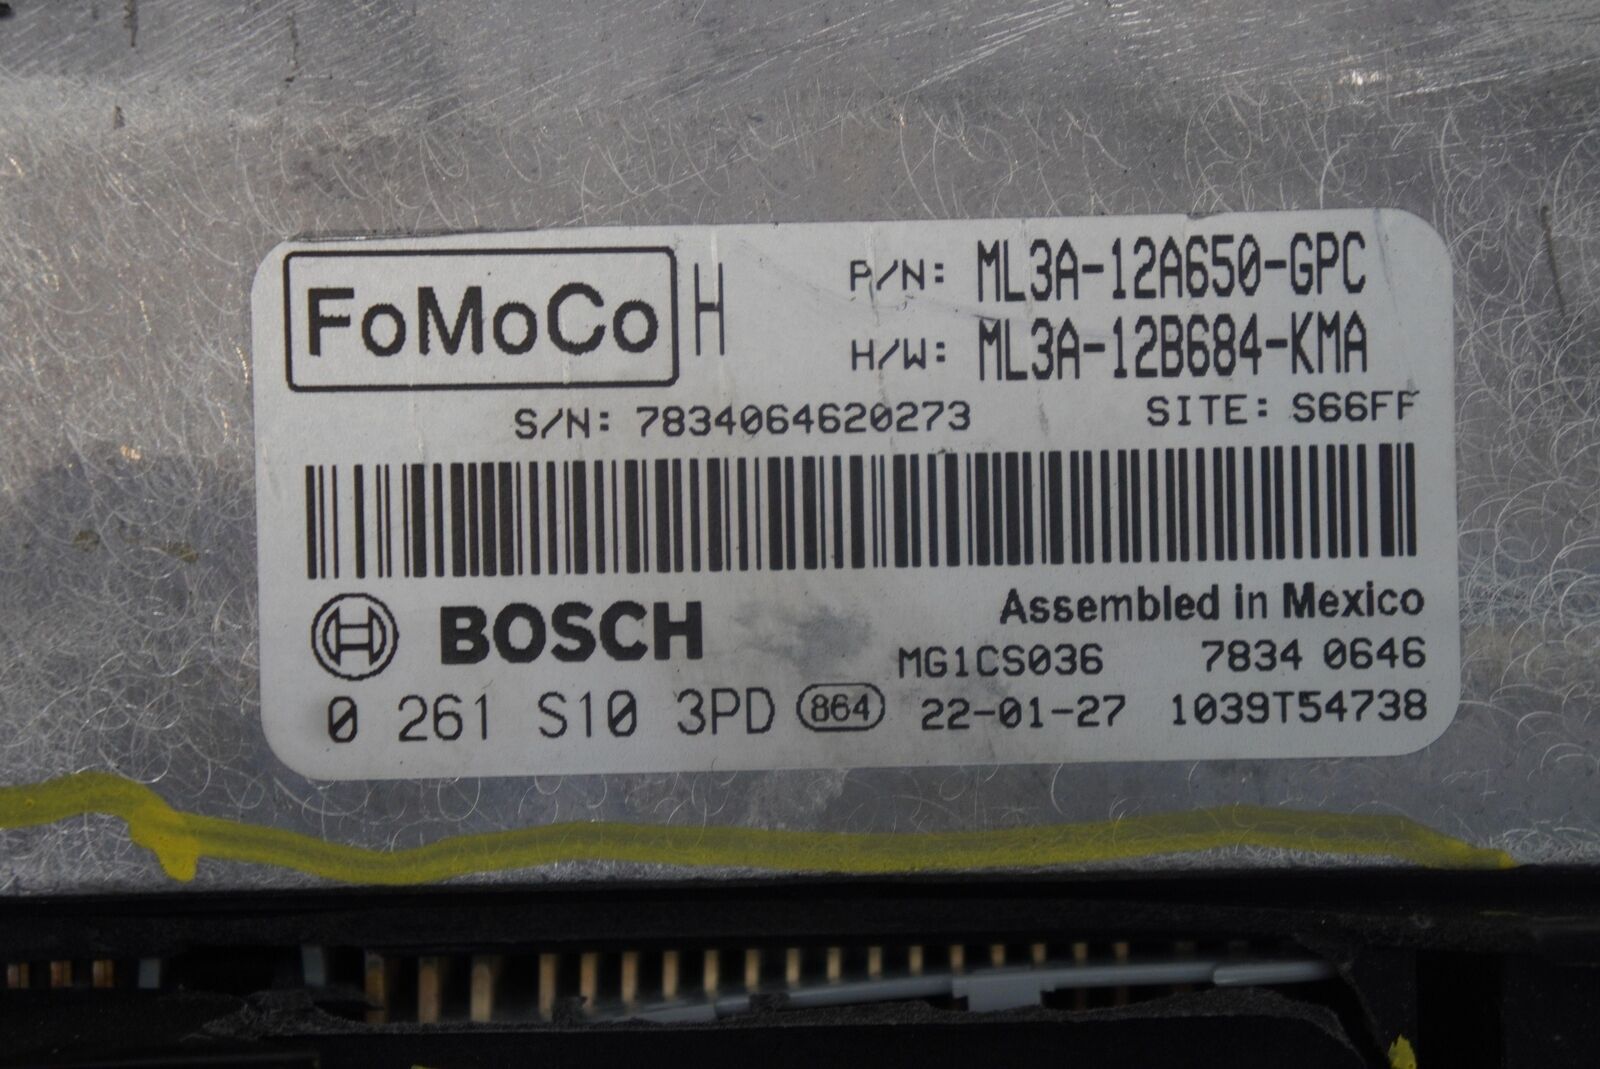 FoMoCo H P/N: ML3A-12A650-GPC
H/W: ML3A-12B684-KMA
S/N: 7834064620273 SITE: S66FF
BOSCH Assembled in Mexico
MG1CS036 7834 0646
0 261 S10 3PD 864 22-01-27 1039T54738